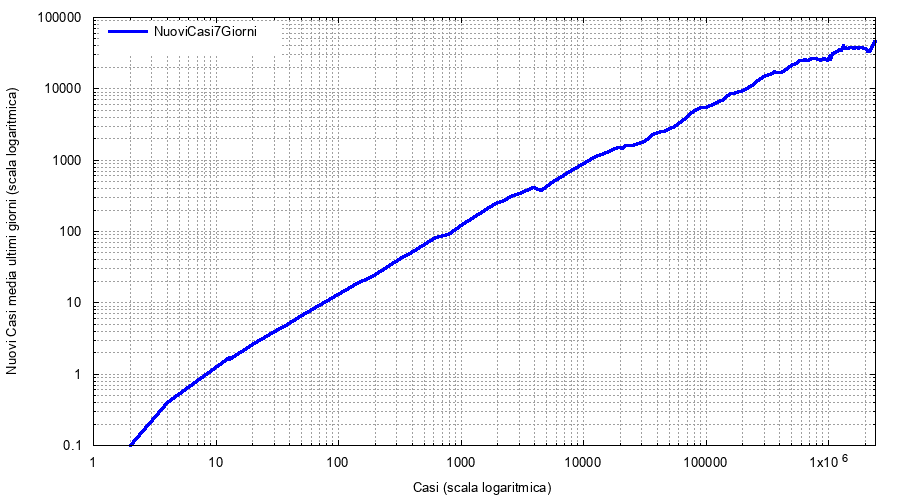 100000
NuoviCasi7Giorni
10000
1000
100
10
1
0.1
Nuovi Casi media ultimi giorni (scala logaritmica)
1 10 100 1000 10000 100000 1x10 6
Casi (scala logaritmica)